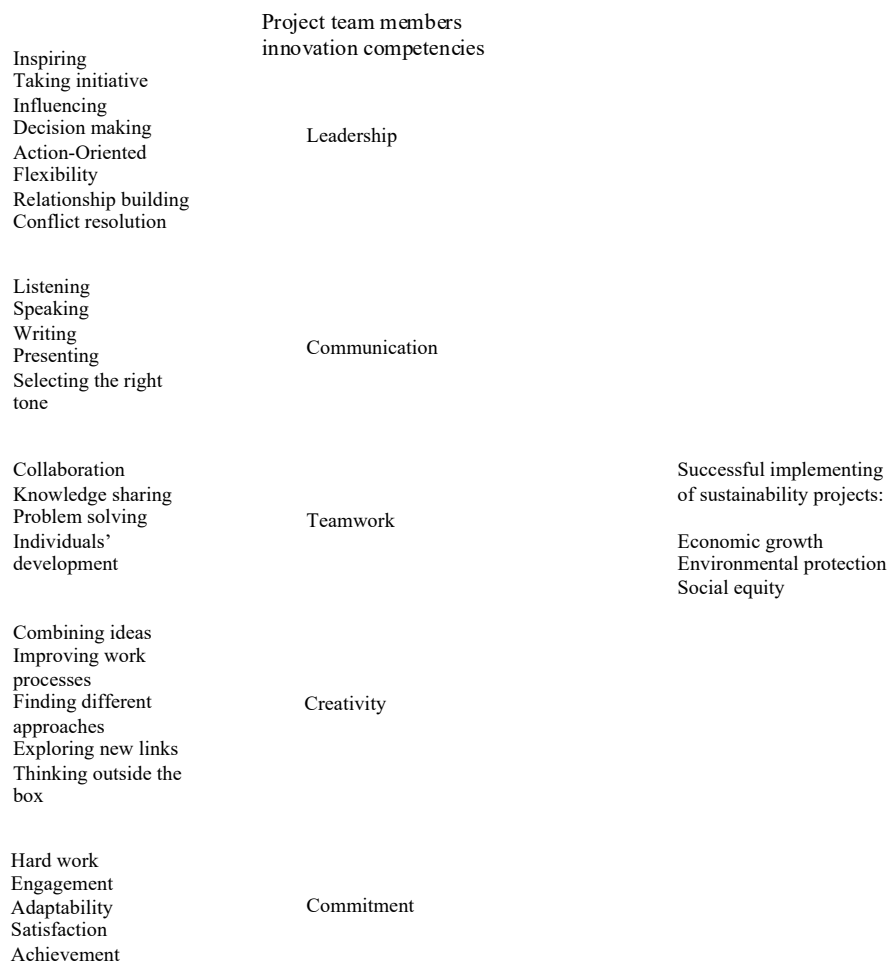 Project team members
innovation competencies
Inspiring
Taking initiative
Influencing
Decision making
Action-Oriented
Flexibility
Relationship building
Conflict resolution
Leadership
Listening
Speaking
Writing
Presenting
Selecting the right
tone
Communication
Collaboration
Knowledge sharing
Problem solving
Individuals’
development
Teamwork
Successful implementing
of sustainability projects:
Economic growth
Environmental protection
Social equity
Combining ideas
Improving work
processes
Finding different
approaches
Exploring new links
Thinking outside the
box
Creativity
Hard work
Engagement
Adaptability
Satisfaction
Achievement
Commitment